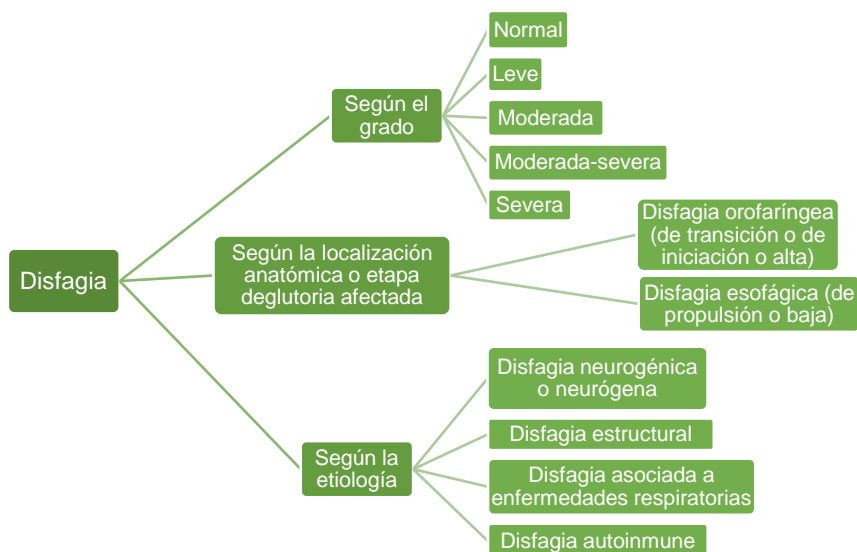 Disfagia
Según el
grado
Normal
Leve
Moderada
Moderada-severa
Severa
Según la localización
anatómica o etapa
deglutoria afectada
Disfagia orofaríngea
(de transición o de
iniciación o alta)
Disfagia esofágica (de
propulsión o baja)
Según la
etiología
Disfagia neurogénica
o neurógena
Disfagia estructural
Disfagia asociada a
enfermedades respiratorias
Disfagia autoinmune